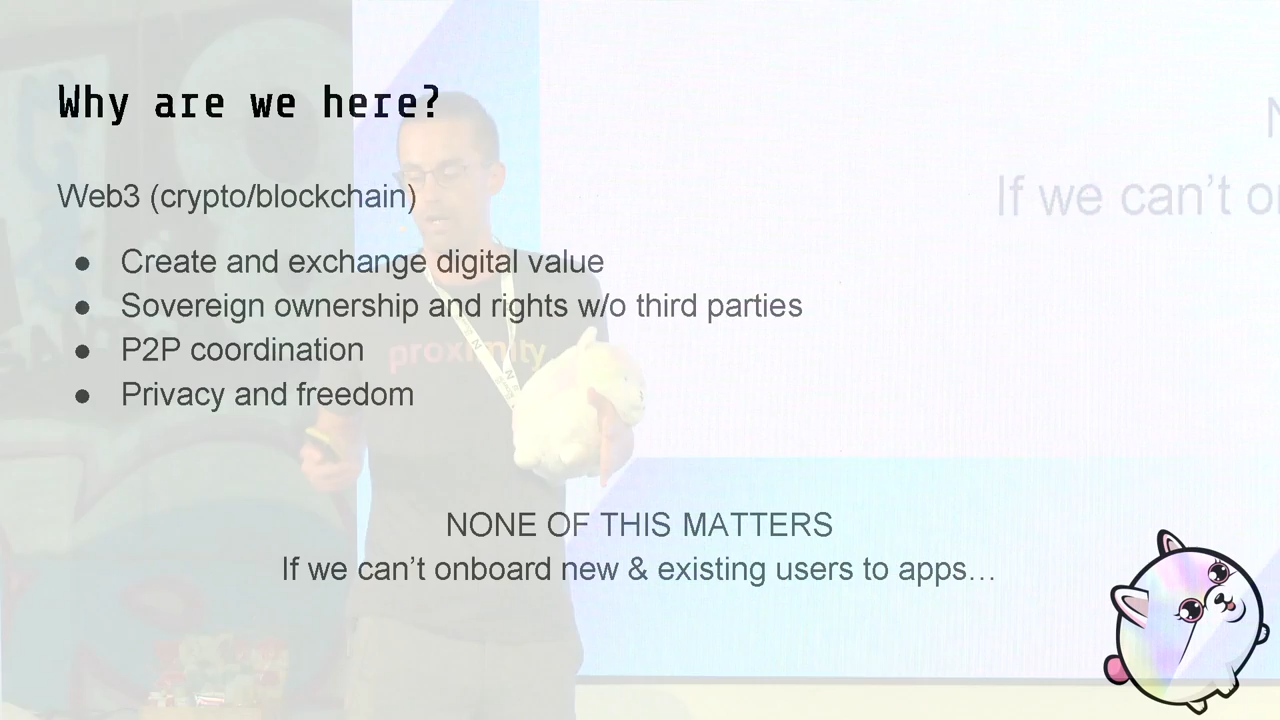 Why are we here?
Web3 (crypto/blockchain)
● Create and exchange digital value
● Sovereign ownership and rights w/o third parties
● P2P coordination
● Privacy and freedom
NONE OF THIS MATTERS
If we can't onboard new & existing users to apps…
If we can't
proximity